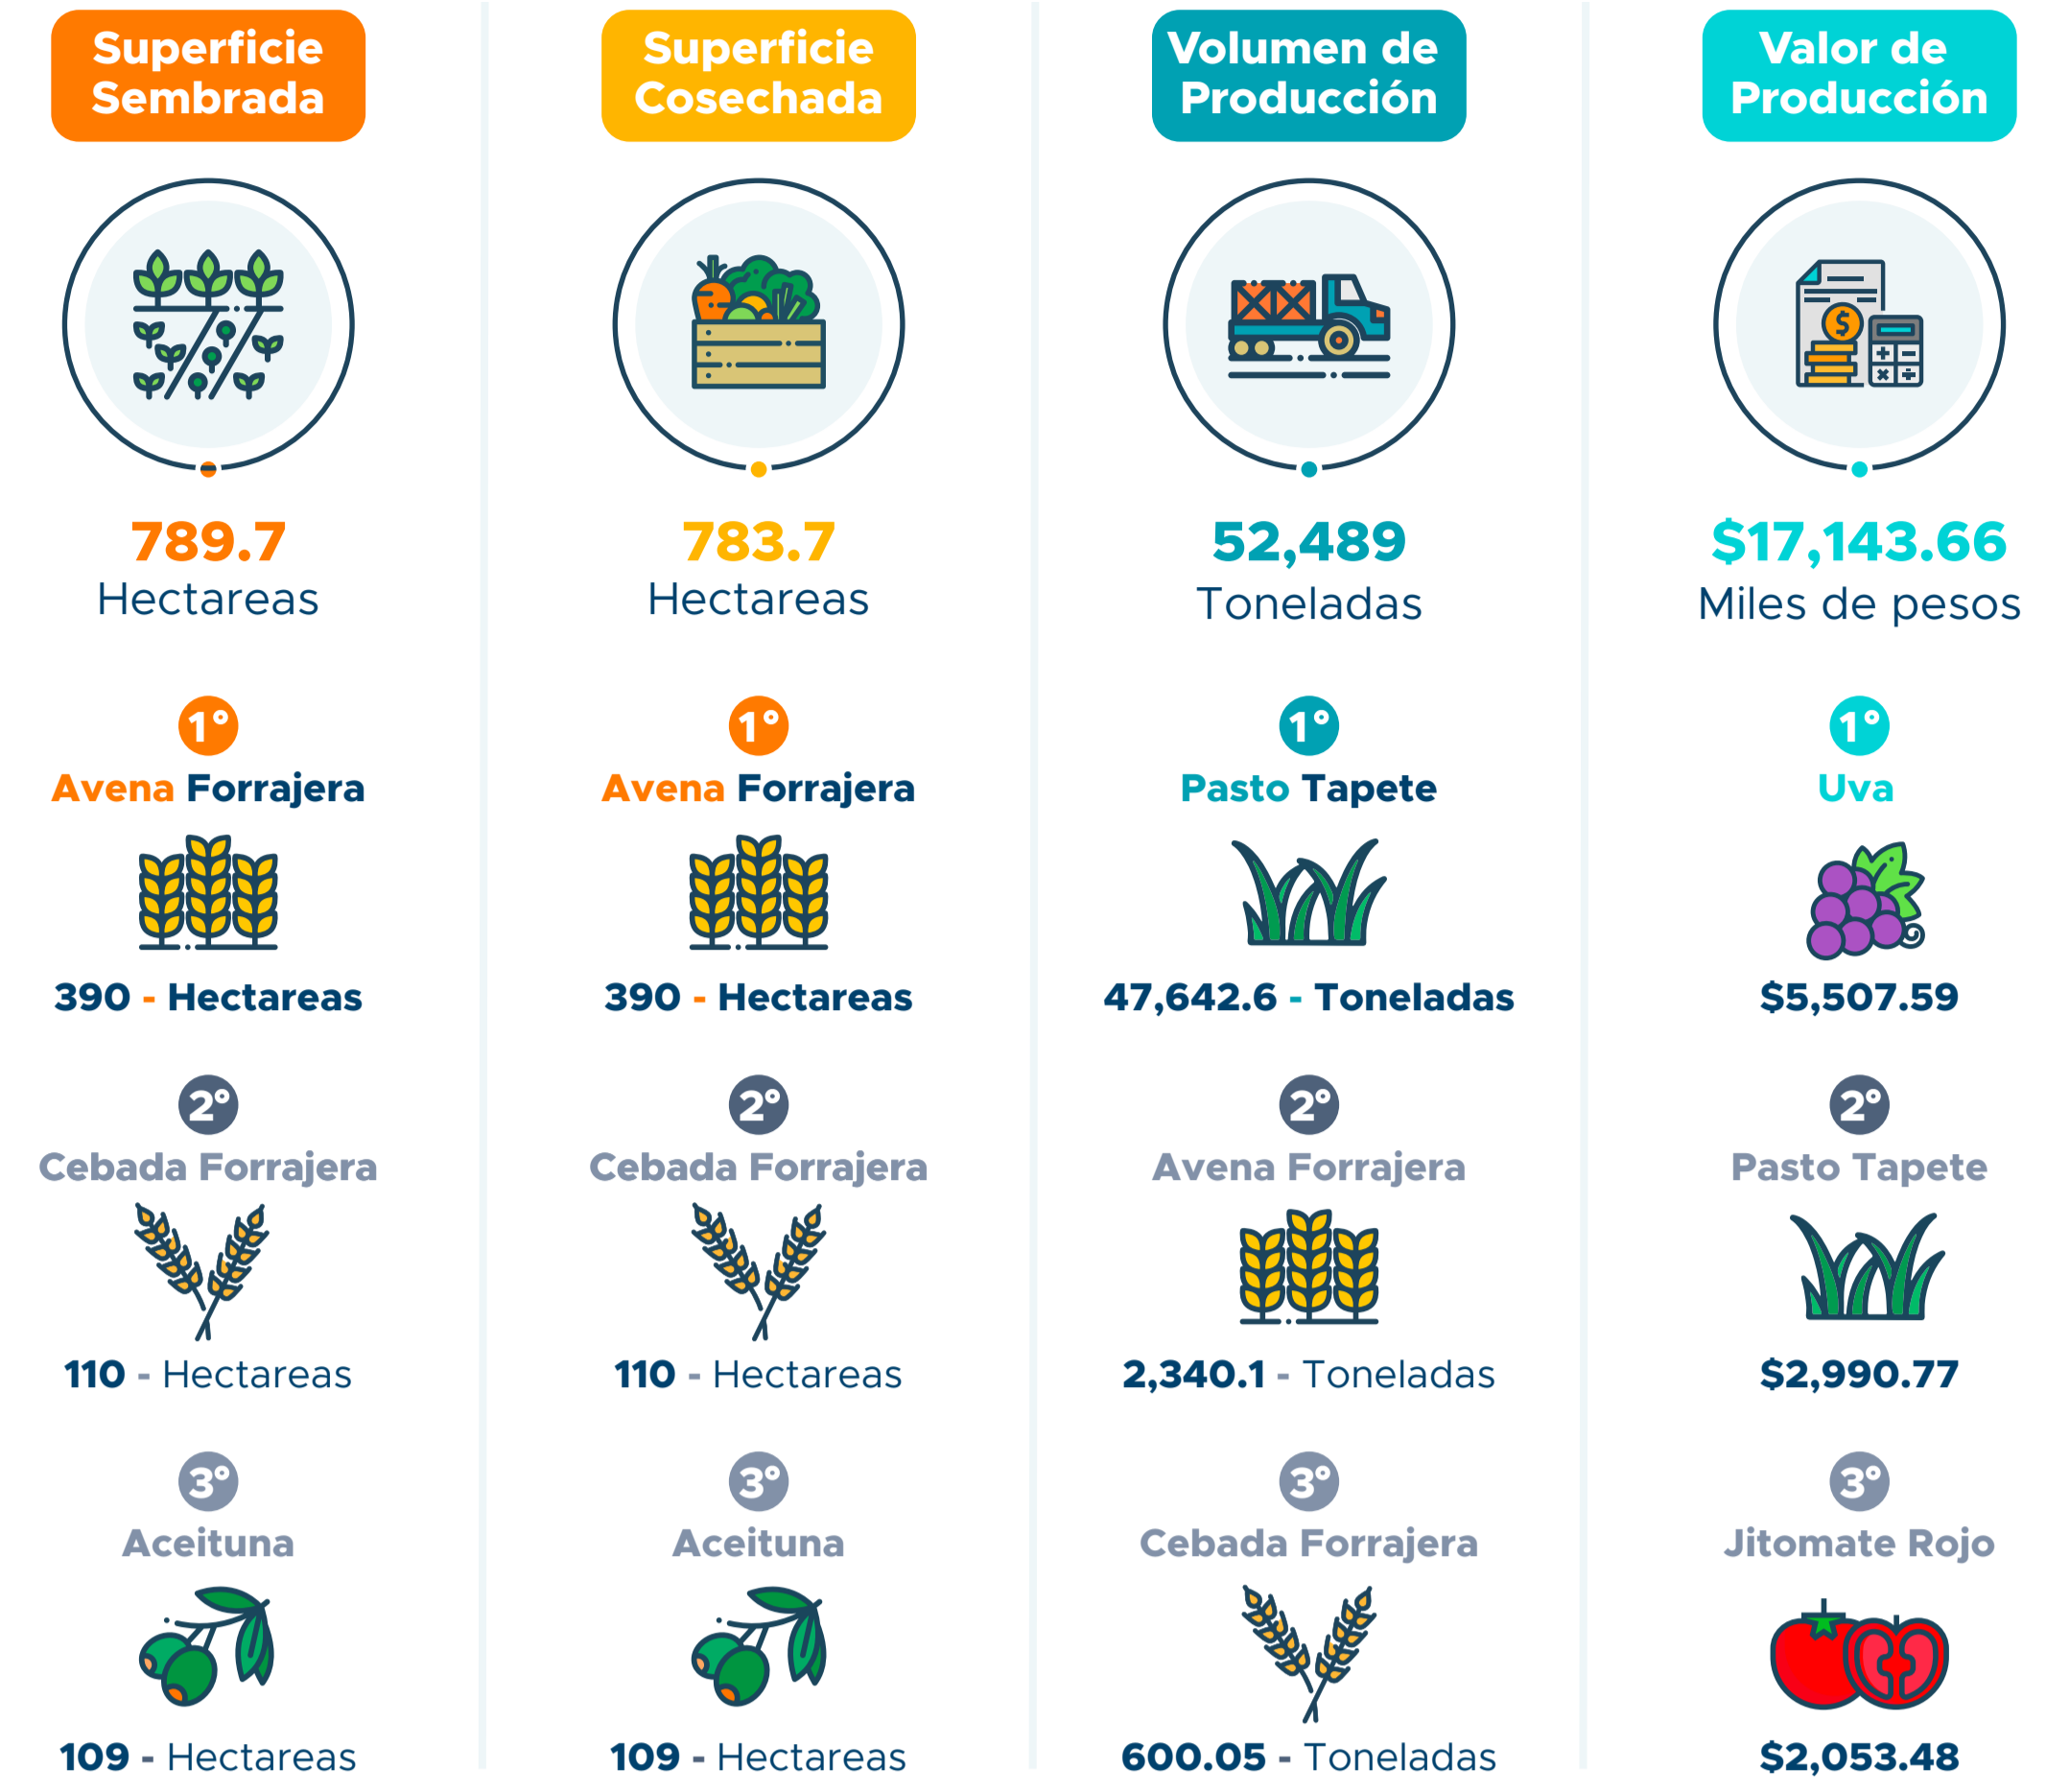 Superficie
Sembrada
789.7
Hectareas
1°
Avena Forrajera
390 - Hectareas
2°
Cebada Forrajera
110 - Hectareas
3°
Aceituna
109 - Hectareas
Superficie
Cosechada
783.7
Hectareas
1°
Avena Forrajera
390 - Hectareas
2°
Cebada Forrajera
110 - Hectareas
3°
Aceituna
109 - Hectareas
Volumen de
Producción
52,489
Toneladas
1°
Pasto Tapete
47,642.6 - Toneladas
2°
Avena Forrajera
2,340.1 - Toneladas
3°
Cebada Forrajera
600.05 - Toneladas
Valor de
Producción
$
$17,143.66
Miles de pesos
1°
Uva
$5,507.59
2°
Pasto Tapete
$2,990.77
3°
Jitomate Rojo
$2,053.48